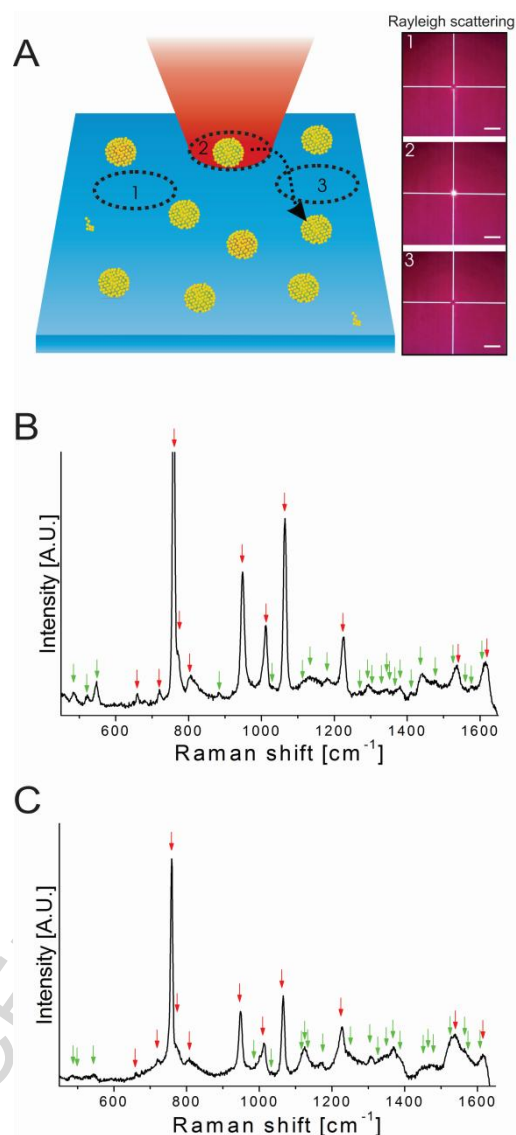 Rayleigh scattering
A
1
2
3
1
2
3
B
Intensity [A.U.]
600 800 1000 1200 1400 1600
Raman shift [cm⁻¹]
C
Intensity [A.U.]
600 800 1000 1200 1400 1600
Raman shift [cm⁻¹]